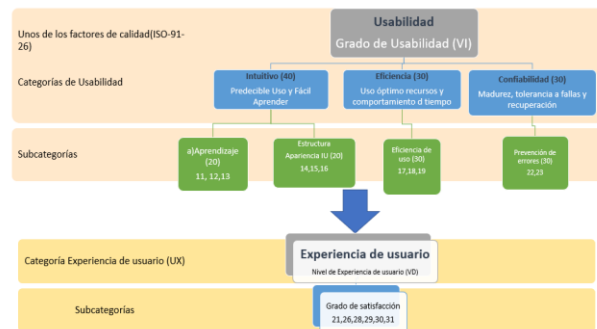 Unos de los factores de calidad(ISO-91-
26)
Usabilidad
Grado de Usabilidad (VI)
Categorías de Usabilidad
Intuitivo (40)
Predecible Uso y Fácil
Aprender
Eficiencia (30)
Uso óptimo recursos y
comportamiento d tiempo
Confiabilidad (30)
Madurez, tolerancia a fallas y
recuperación
Subcategorías
a)Aprendizaje
(20)
11, 12,13
Estructura
Apariencia IU (20)
14,15,16
Eficiencia de
uso (30)
17,18,19
Prevención de
errores (30)
22,23
Categoría Experiencia de usuario (UX)
Experiencia de usuario
Nivel de Experiencia de usuario (VD)
Subcategorías
Grado de satisfacción
21,26,28,29,30,31